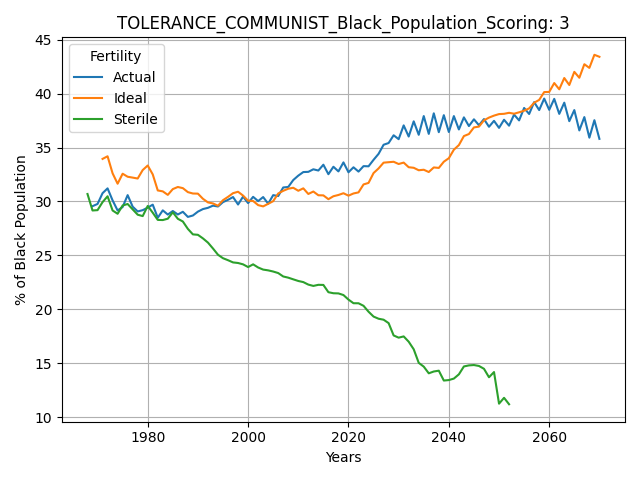 TOLERANCE_COMMUNIST_Black_Population_Scoring: 3
45
40
35
30
25
20
15
10
% of Black Population
Fertility
Actual
Ideal
Sterile
1980 2000 2020 2040 2060
Years